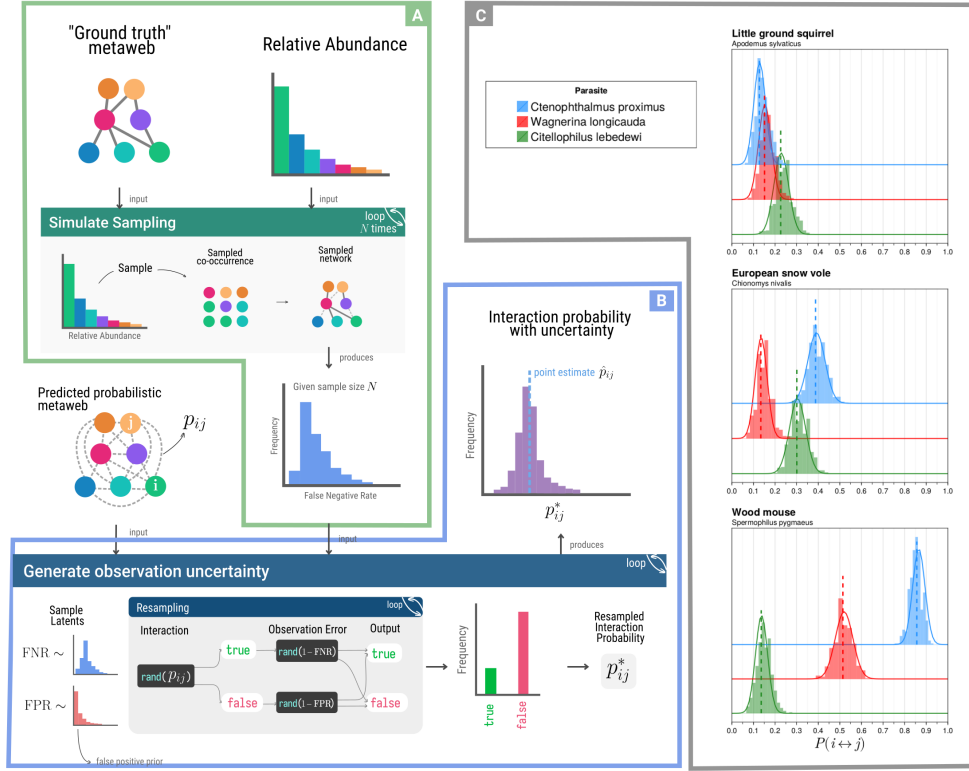 A
"Ground truth"
metaweb
Relative Abundance
input
input
Simulate Sampling
loop
N times
Sample
Sampled
co-occurrence
Sampled
network
Relative Abundance
produces
Given sample size N
Frequency
False Negative Rate
Predicted probabilistic
metaweb
j
i
p_{ij}
input
input
B
Interaction probability
with uncertainty
point estimate p̂_{ij}
Frequency
p^*_{ij}
produces
Generate observation uncertainty
loop
Sample
Latents
FNR ∼
FPR ∼
false positive prior
Resampling
loop
Interaction
Observation Error
Output
rand(p_{ij})
true
false
rand(1−FNR)
rand(1−FPR)
true
false
Frequency
true
false
Resampled
Interaction
Probability
p^*_{ij}
C
Parasite
Ctenophthalmus proximus
Wagnerina longicauda
Citellophilus lebedewi
Little ground squirrel
Apodemus sylvaticus
0.0 0.1 0.2 0.3 0.4 0.5 0.6 0.7 0.8 0.9 1.0
European snow vole
Chionomys nivalis
0.0 0.1 0.2 0.3 0.4 0.5 0.6 0.7 0.8 0.9 1.0
Wood mouse
Spermophilus pygmaeus
0.0 0.1 0.2 0.3 0.4 0.5 0.6 0.7 0.8 0.9 1.0
P(i↔j)